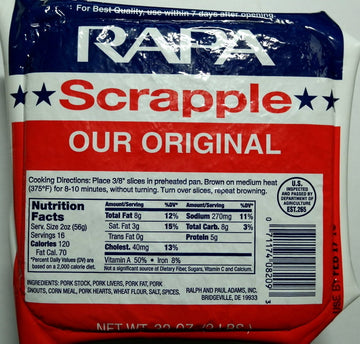 For Best Quality, use within 7 days after opening.
RAPA
Scrapple
OUR ORIGINAL
Cooking Directions: Place 3/8" slices in preheated pan. Brown on medium heat
(375°F) for 8-10 minutes, without turning. Turn over slices, repeat browning.
U.S.
INSPECTED
AND PASSED BY
DEPARTMENT OF
AGRICULTURE
EST.265
Nutrition
Facts
Serv. Size 2oz (56g)
Servings 16
Calories 120
Fat Cal. 70
*Percent Daily Values (DV) are
based on a 2,000 calorie diet.
Amount/Serving %DV*
Total Fat 8g 12%
Sat. Fat 3g 15%
Trans Fat 0g
Cholest. 40mg 13%
Amount/Serving %DV*
Sodium 270mg 11%
Total Carb. 8g 3%
Protein 5g
Vitamin A 50% • Iron 8%
Not a significant source of Dietary Fiber, Sugars, Vitamin C and Calcium.
INGREDIENTS: PORK STOCK, PORK LIVERS, PORK FAT, PORK
SNOUTS, CORN MEAL, PORK HEARTS, WHEAT FLOUR, SALT, SPICES.
RALPH AND PAUL ADAMS, INC.
BRIDGEVILLE, DE 19933
NET WT. 32 OZ. (2 LBS.)